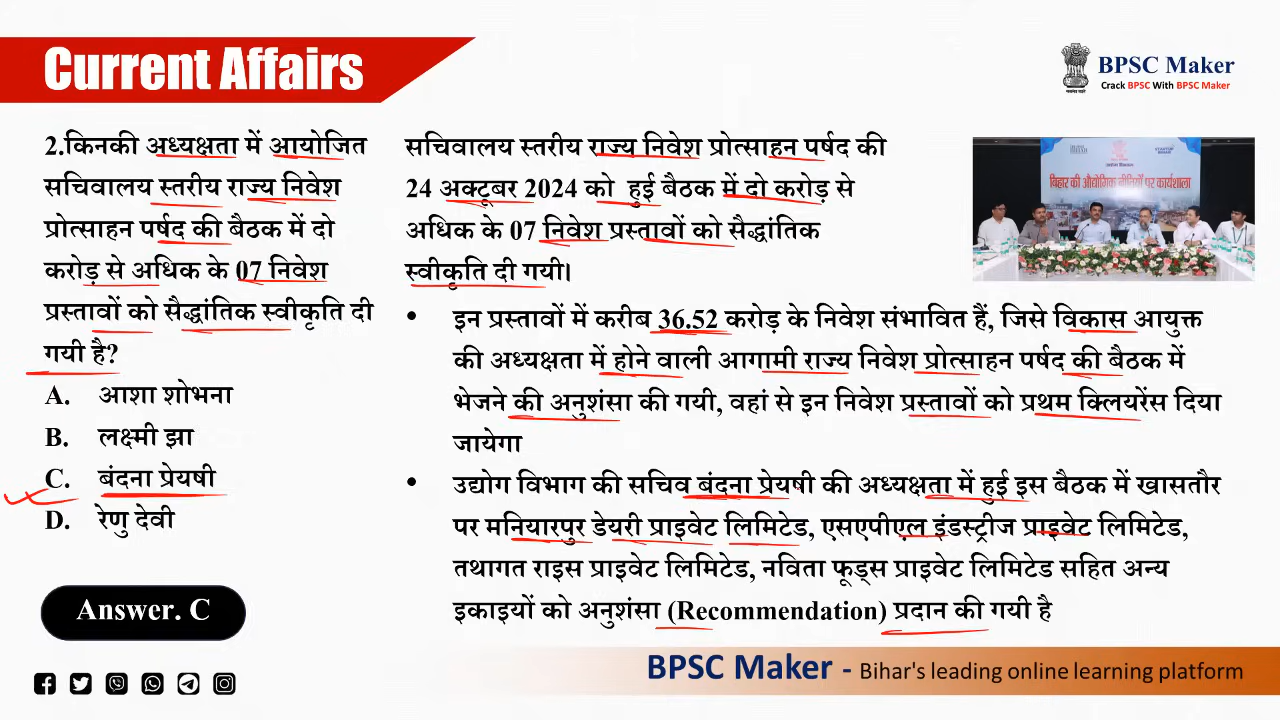 Current Affairs
BPSC Maker
Crack BPSC With BPSC Maker
2.किनकी अध्यक्षता में आयोजित
सचिवालय स्तरीय राज्य निवेश
प्रोत्साहन पर्षद की बैठक में दो
करोड़ से अधिक के 07 निवेश
प्रस्तावों को सैद्धांतिक स्वीकृति दी
गयी है?
A. आशा शोभना
B. लक्ष्मी झा
C. बंदना प्रेयषी
D. रेणु देवी
Answer. C
सचिवालय स्तरीय राज्य निवेश प्रोत्साहन पर्षद की
24 अक्टूबर 2024 को हुई बैठक में दो करोड़ से
अधिक के 07 निवेश प्रस्तावों को सैद्धांतिक
स्वीकृति दी गयी।
बिहार की औद्योगिक नीतियों पर कार्यशाला
• इन प्रस्तावों में करीब 36.52 करोड़ के निवेश संभावित हैं, जिसे विकास आयुक्त
की अध्यक्षता में होने वाली आगामी राज्य निवेश प्रोत्साहन पर्षद की बैठक में
भेजने की अनुशंसा की गयी, वहां से इन निवेश प्रस्तावों को प्रथम क्लियरेंस दिया
जायेगा
• उद्योग विभाग की सचिव बंदना प्रेयषी की अध्यक्षता में हुई इस बैठक में खासतौर
पर मनियारपुर डेयरी प्राइवेट लिमिटेड, एसएपीएल इंडस्ट्रीज प्राइवेट लिमिटेड,
तथागत राइस प्राइवेट लिमिटेड, नविता फूड्स प्राइवेट लिमिटेड सहित अन्य
इकाइयों को अनुशंसा (Recommendation) प्रदान की गयी है
BPSC Maker - Bihar's leading online learning platform